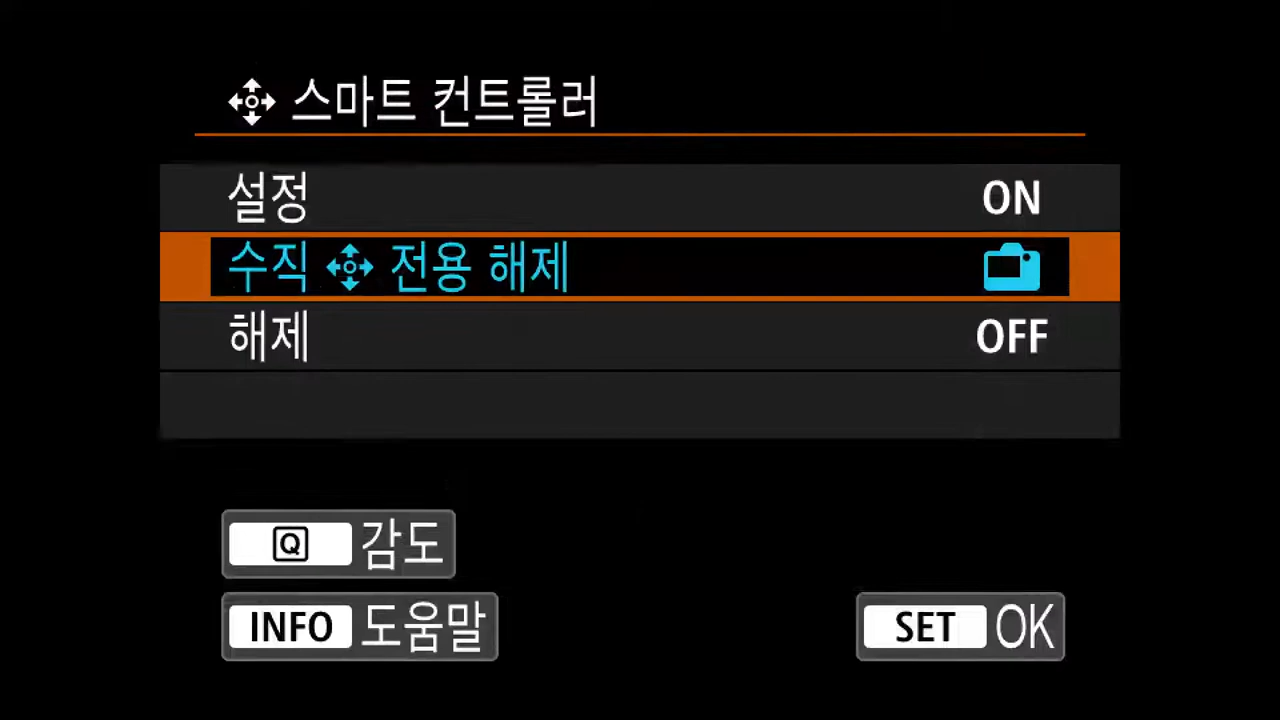 스마트 컨트롤러
설정 ON
수직 전용 해제
해제 OFF
Q 감도
INFO 도움말
SET OK